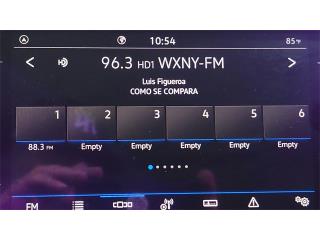 10:54
85°F
96.3 HD1 WXNY-FM
Luis Figueroa
COMO SE COMPARA
1 2 3 4 5 6
88.3 FM Empty Empty Empty Empty Empty
FM